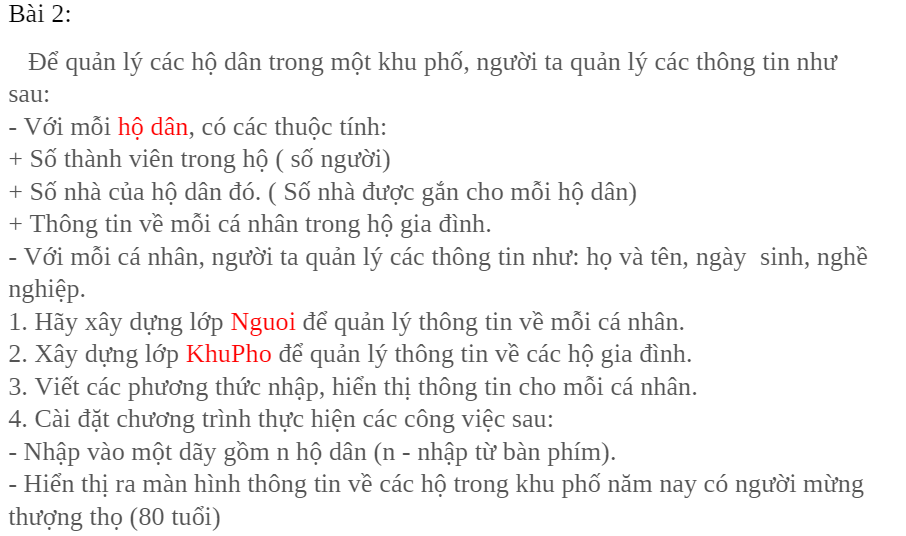 Bài 2:
Để quản lý các hộ dân trong một khu phố, người ta quản lý các thông tin như
sau:
- Với mỗi hộ dân, có các thuộc tính:
+ Số thành viên trong hộ ( số người)
+ Số nhà của hộ dân đó. ( Số nhà được gắn cho mỗi hộ dân)
+ Thông tin về mỗi cá nhân trong hộ gia đình.
- Với mỗi cá nhân, người ta quản lý các thông tin như: họ và tên, ngày  sinh, nghề
nghiệp.
1. Hãy xây dựng lớp Nguoi để quản lý thông tin về mỗi cá nhân.
2. Xây dựng lớp KhuPho để quản lý thông tin về các hộ gia đình.
3. Viết các phương thức nhập, hiển thị thông tin cho mỗi cá nhân.
4. Cài đặt chương trình thực hiện các công việc sau:
- Nhập vào một dãy gồm n hộ dân (n - nhập từ bàn phím).
- Hiển thị ra màn hình thông tin về các hộ trong khu phố năm nay có người mừng
thượng thọ (80 tuổi)